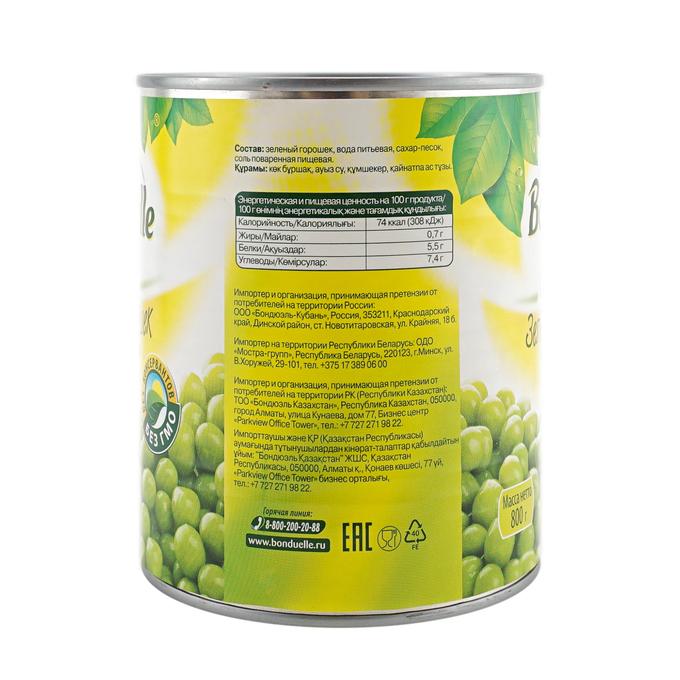 Состав: зеленый горошек, вода питьевая, сахар-песок,
соль поваренная пищевая.
Құрамы: көк бұршақ, ауыз су, құмшекер, қайнатпа ас тұзы.
Энергетическая и пищевая ценность на 100 г продукта/
100 г өнімнің энергетикалық және тағамдық құндылығы:
Калорийность/Калориялығы: 74 ккал (308 кДж)
Жиры/Майлар: 0,7 г
Белки/Ақуыздар: 5,5 г
Углеводы/Көмірсулар: 7,4 г
Импортер и организация, принимающая претензии от
потребителей на территории России:
ООО «Бондюэль-Кубань», Россия, 353211, Краснодарский
край, Динской район, ст. Новотитаровская, ул. Крайняя, 18 б.
Импортер на территории Республики Беларусь: ОДО
«Мостра-групп», Республика Беларусь, 220123, г.Минск, ул.
В.Хоружей, 29-101, тел. +375 17 389 06 00
Импортер и организация, принимающая претензии от
потребителей на территории РК (Республики Казахстан):
ТОО «Бондюэль Казахстан», Республика Казахстан, 050000,
город Алматы, улица Кунаева, дом 77, Бизнес центр
«Parkview Office Tower», тел.: +7 727 271 98 22.
Импорттаушы және ҚР (Қазақстан Республикасы)
аумағында тұтынушылардан кінәрат-талаптар қабылдайтын
ұйым: "Бондюэль Қазақстан" ЖШС, Қазақстан
Республикасы, 050000, Алматы қ., Қонаев көшесі, 77 үй,
«Parkview Office Tower» бизнес орталығы,
тел.: +7 727 271 98 22.
Горячая линия:
8-800-200-20-88
www.bonduelle.ru
EAC
40
FE
Масса нетто
800 г
lle
ек
B
Зе
БЕЗ ГМО